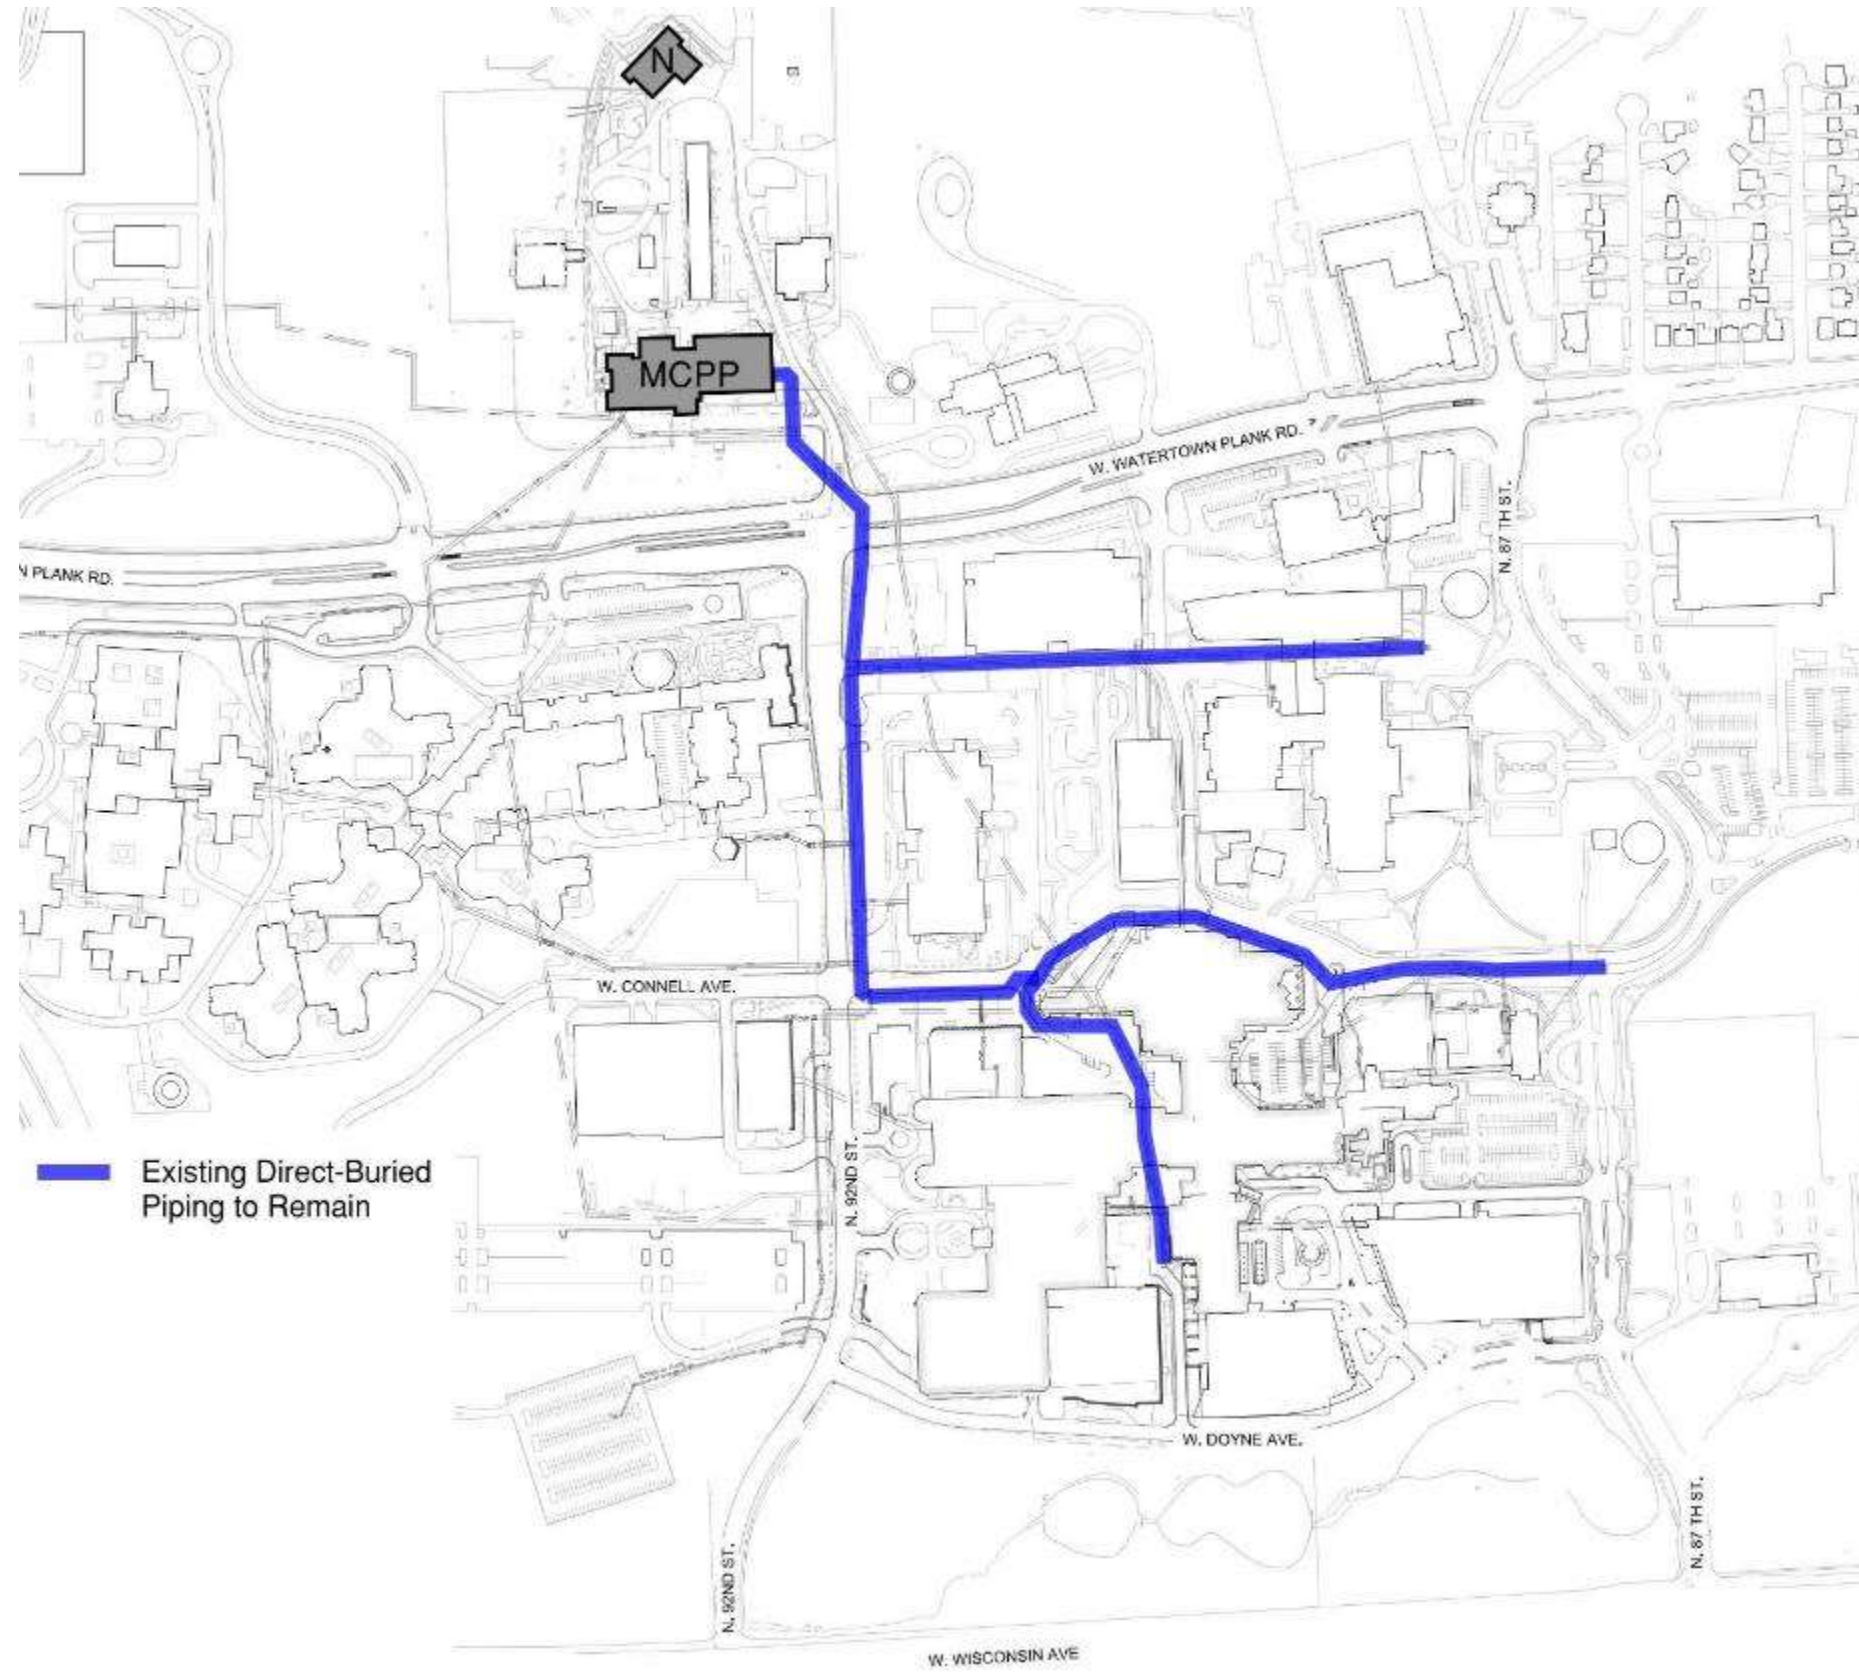 N
MCPP
W. WATERTOWN PLANK RD.
N. 87 TH ST.
N PLANK RD.
W. CONNELL AVE.
Existing Direct-Buried
Piping to Remain
N. 92ND ST.
W. DOYNE AVE.
N. 87 TH ST.
N. 92ND ST.
W. WISCONSIN AVE